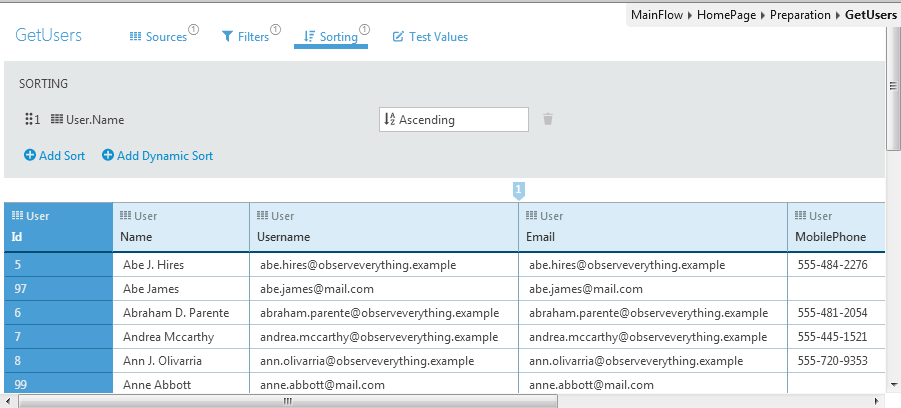 MainFlow HomePage Preparation GetUsers
GetUsers Sources 1 Filters 1 Sorting 1 Test Values
SORTING
1 User.Name Ascending
Add Sort Add Dynamic Sort
1
User User User User User
Id Name Username Email MobilePhone
5 Abe J. Hires abe.hires@observeverything.example abe.hires@observeverything.example 555-484-2276
97 Abe James abe.james@mail.com abe.james@mail.com
6 Abraham D. Parente abraham.parente@observeverything.example abraham.parente@observeverything.example 555-481-2054
7 Andrea Mccarthy andrea.mccarthy@observeverything.example andrea.mccarthy@observeverything.example 555-445-1521
8 Ann J. Olivarria ann.olivarria@observeverything.example ann.olivarria@observeverything.example 555-720-9353
99 Anne Abbott anne.abbott@mail.com anne.abbott@mail.com